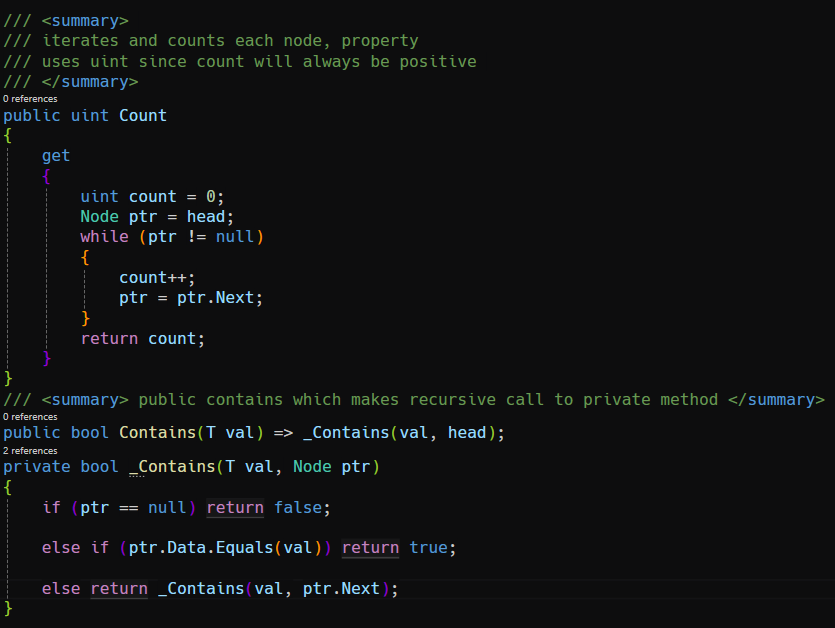 /// <summary>
/// iterates and counts each node, property
/// uses uint since count will always be positive
/// </summary>
0 references
public uint Count
{
    get
    {
        uint count = 0;
        Node ptr = head;
        while (ptr != null)
        {
            count++;
            ptr = ptr.Next;
        }
        return count;
    }
}
/// <summary> public contains which makes recursive call to private method </summary>
0 references
public bool Contains(T val) => _Contains(val, head);
2 references
private bool _Contains(T val, Node ptr)
{
    if (ptr == null) return false;
    else if (ptr.Data.Equals(val)) return true;
    else return _Contains(val, ptr.Next);
}